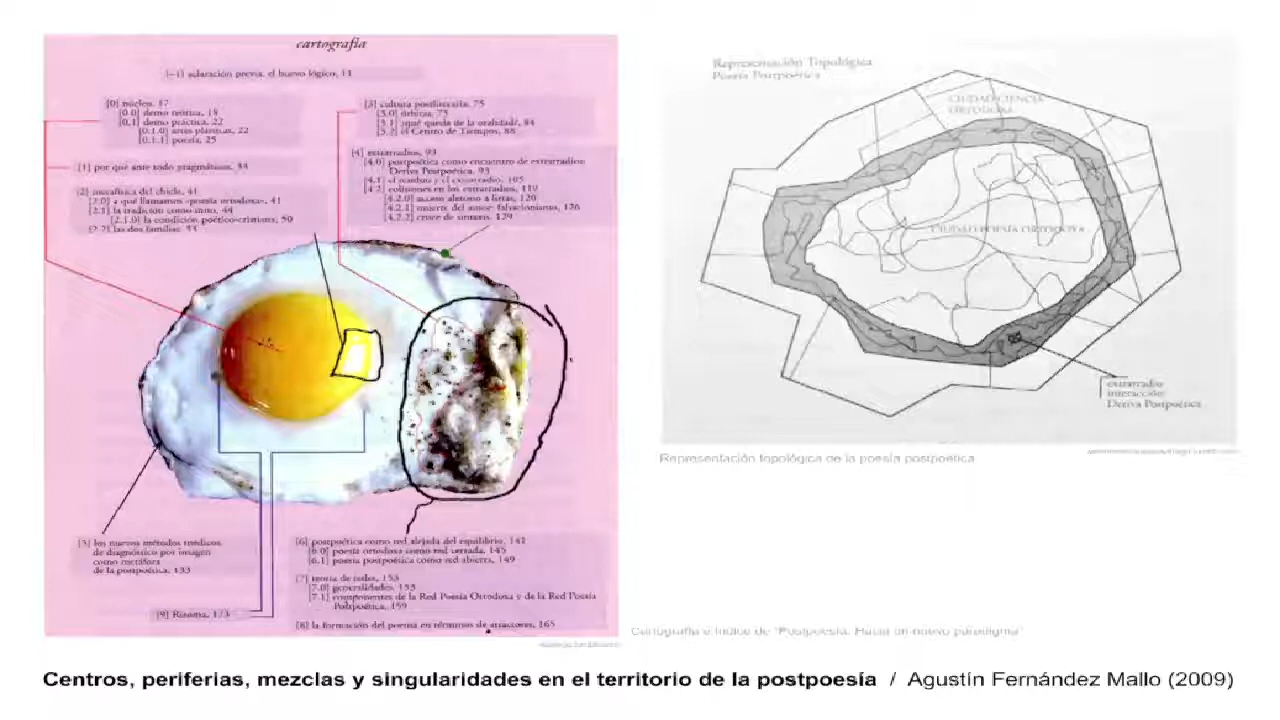 cartografía
[–1] aclaración previa, el huevo lógico, 11
[0] núcleo, 17
[0.0] demo teórica, 18
[0.1] demo práctica, 22
[0.1.0] artes plásticas, 22
[0.1.1] poesía, 25
[1] por qué ante todo pragmáticos, 34
[2] metafísica del chicle, 41
[2.0] a qué llamamos «poesía ortodoxa», 41
[2.1] la tradición como mito, 44
[2.1.0] la condición poético-cristiana, 50
[2.2] las dos familias, 53
[3] cultura postliteraria, 75
[3.0] órbitas, 75
[3.1] ¿qué queda de la oralidad?, 84
[3.2] el Centro de Tiempos, 88
[4] extrarradios, 93
[4.0] postpoética como encuentro de extrarradios:
Deriva Postpoética, 93
[4.1] el zombie y el extrarradio, 105
[4.2] colisiones en los extrarradios, 110
[4.2.0]
[4.2.1] muerte del autor: falsacionismo, 126
[4.2.2] cruce de simas, 129
[5] los nuevos métodos médicos
de diagnóstico por imagen
como metáfora
de la postpoética, 133
[9] Rizoma, 173
[6] postpoética como red alejada del equilibrio, 141
[6.0] poesía ortodoxa como red cerrada, 145
[6.1] poesía postpoética como red abierta, 149
[7] teoría de redes, 153
[7.0] generalidades, 153
[7.1] componentes de la Red Poesía Ortodoxa y de la Red Poesía
Postpoética, 159
[8] la formación del poema en términos de atractores, 165
Representación Topológica
Poesía Postpoética
CIUDAD CIENCIA
ORTODOXA
CIUDAD POESÍA ORTODOXA
extrarradio
interacción:
Deriva Postpoética
Representación topológica de la poesía postpoética
Cartografía e índice de "Postpoesía. Hacia un nuevo paradigma"
Centros, periferias, mezclas y singularidades en el territorio de la postpoesía / Agustín Fernández Mallo (2009)